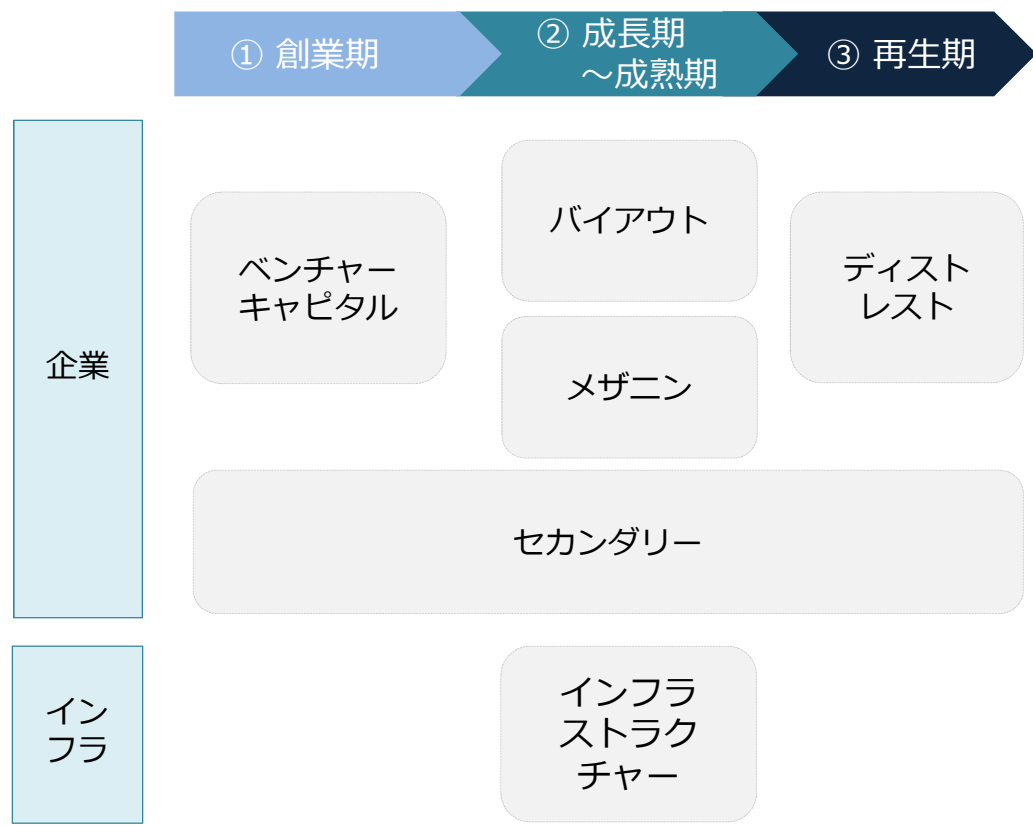 ① 創業期
② 成長期
～成熟期
③ 再生期
企業
ベンチャー
キャピタル
バイアウト
メザニン
ディスト
レスト
セカンダリー
イン
フラ
インフラ
ストラク
チャー